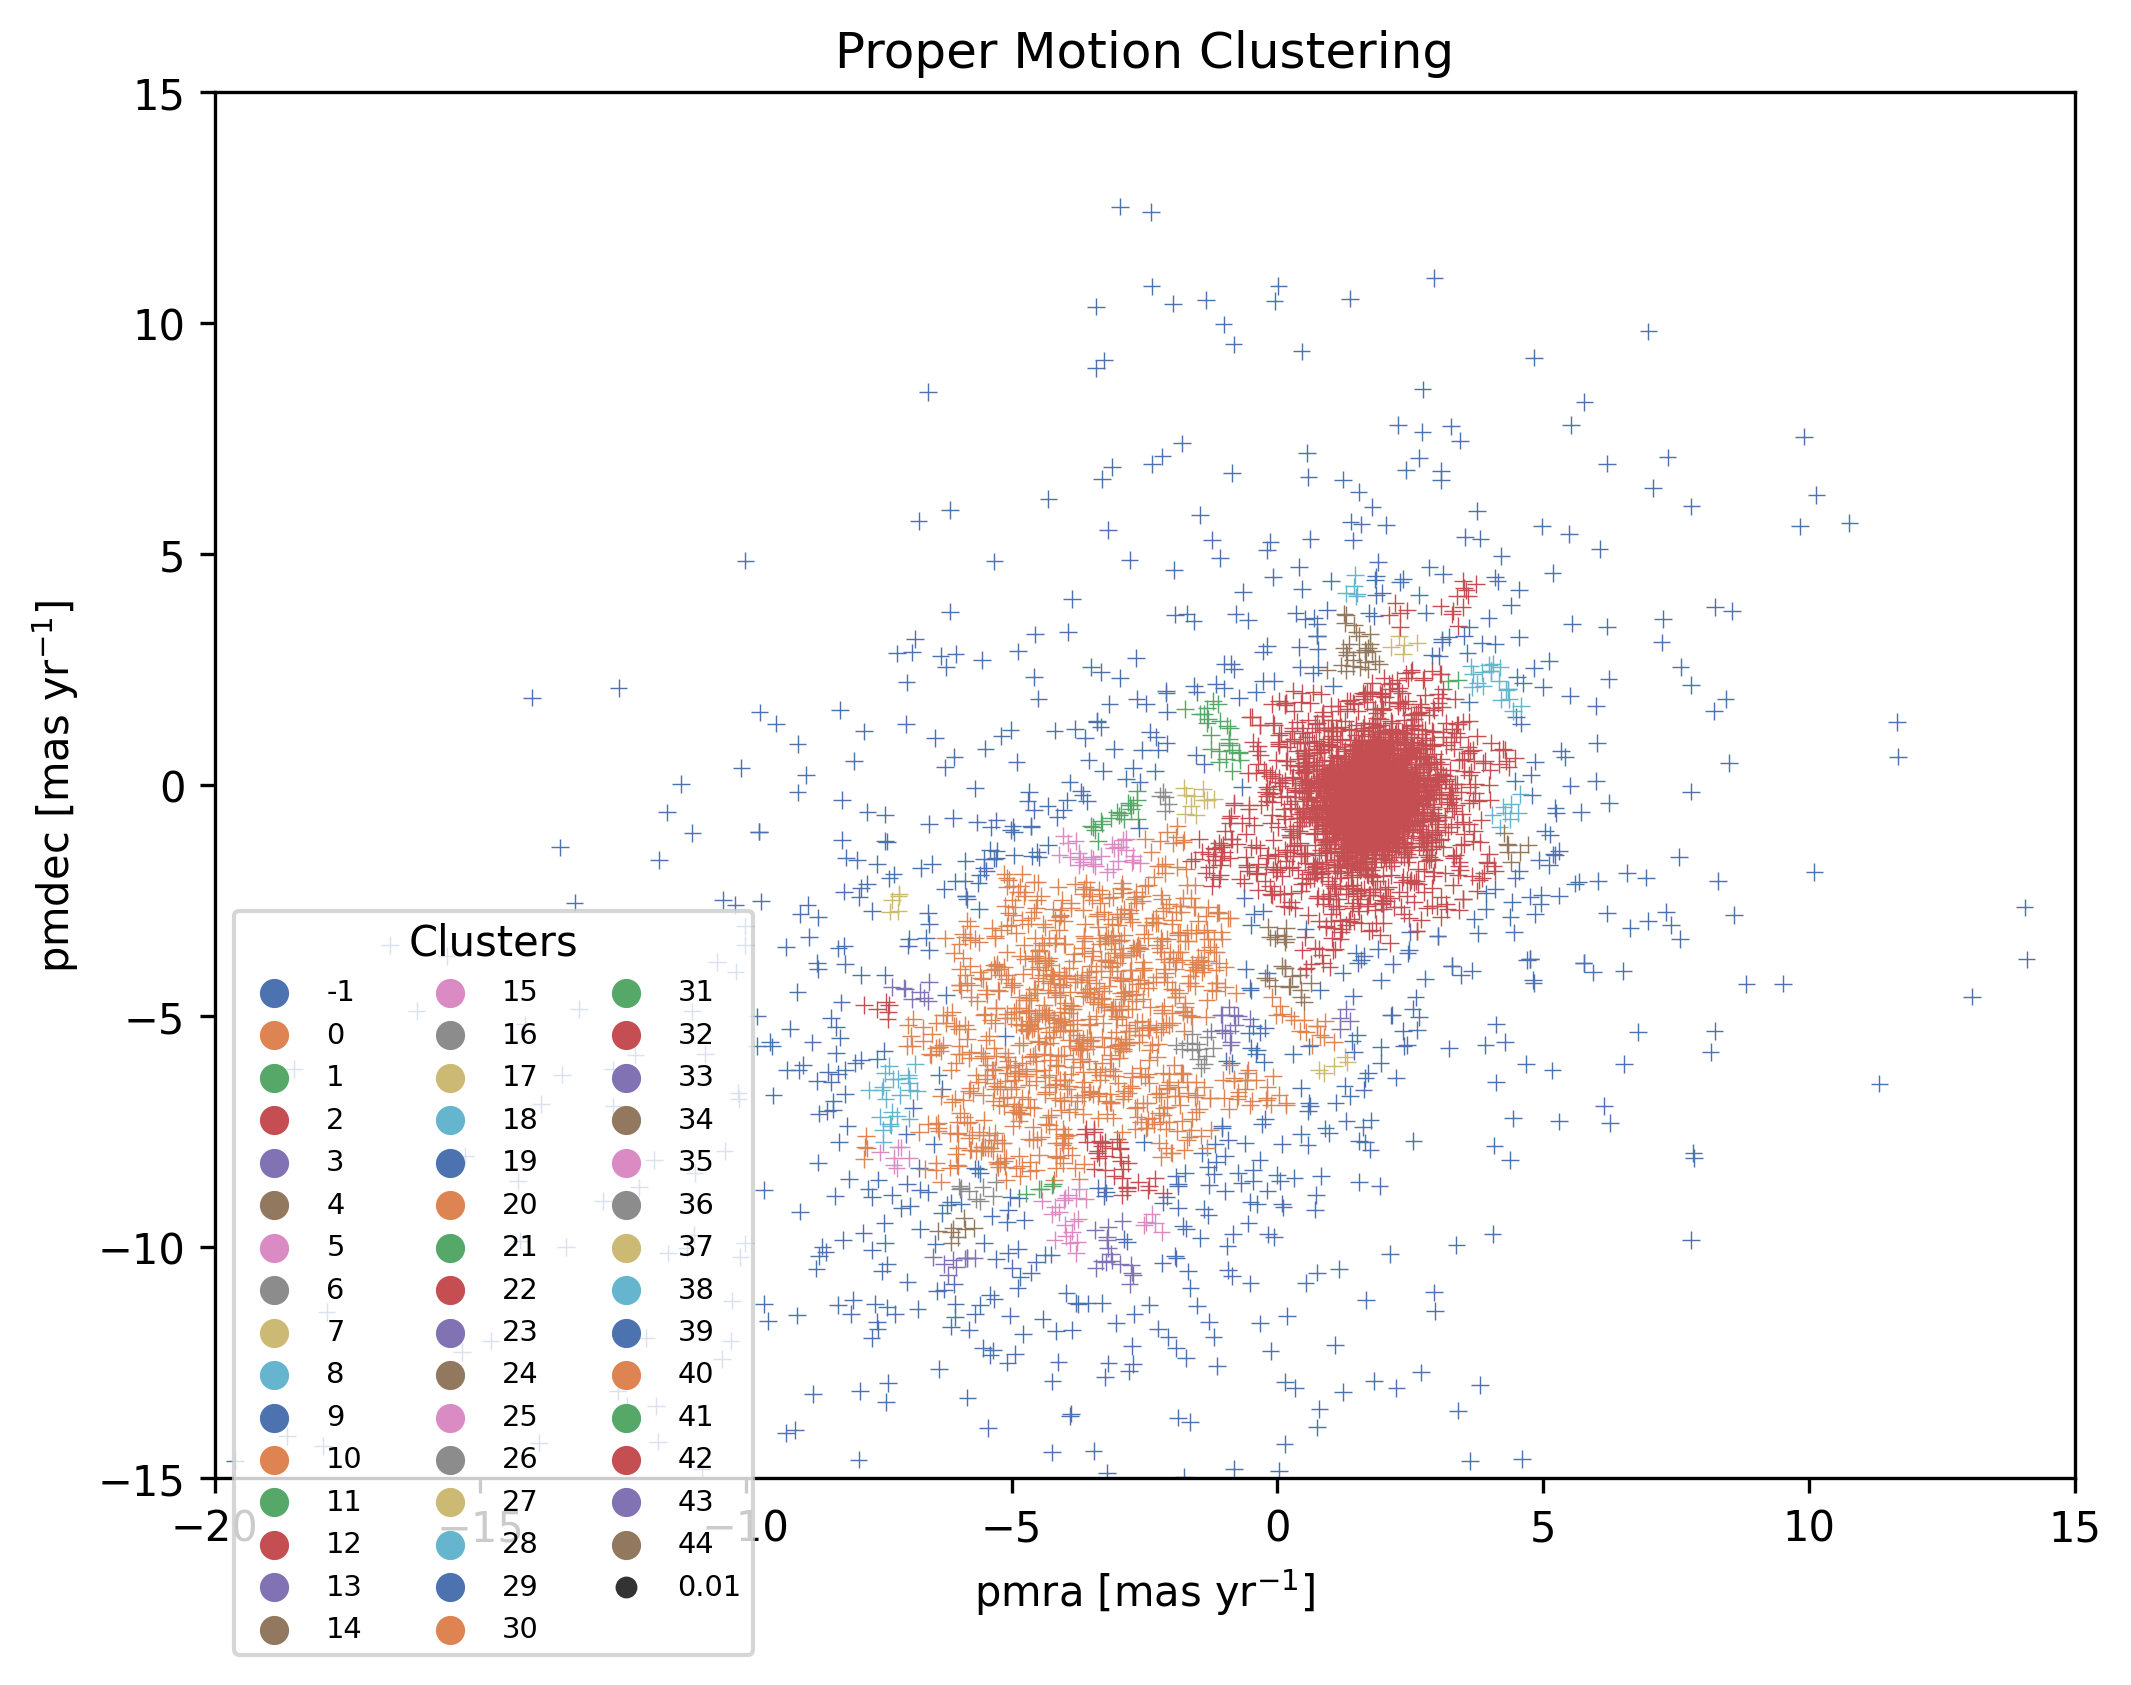 Proper Motion Clustering
15
10
5
0
−5
−10
−15
pmdec [mas yr⁻¹]
Clusters
-1 15 31
0 16 32
1 17 33
2 18 34
3 19 35
4 20 36
5 21 37
6 22 38
7 23 39
8 24 40
9 25 41
10 26 42
11 27 43
12 28 44
13 29 0.01
14 30
−20 −15 −10 −5 0 5 10 15
pmra [mas yr⁻¹]